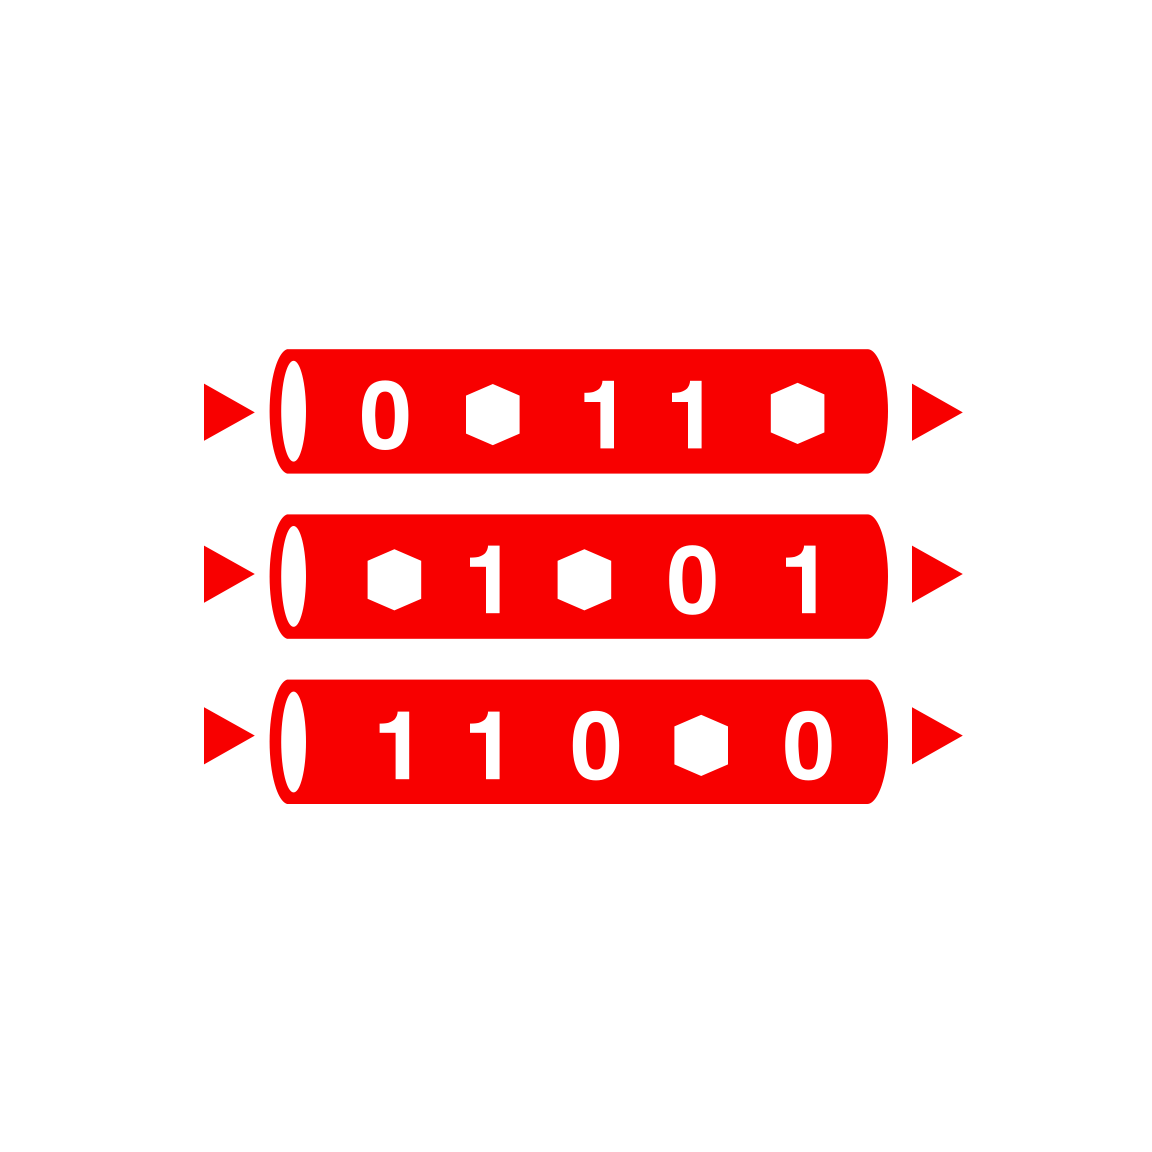 0 ⬢ 1 1 ⬢
⬢ 1 ⬢ 0 1
1 1 0 ⬢ 0